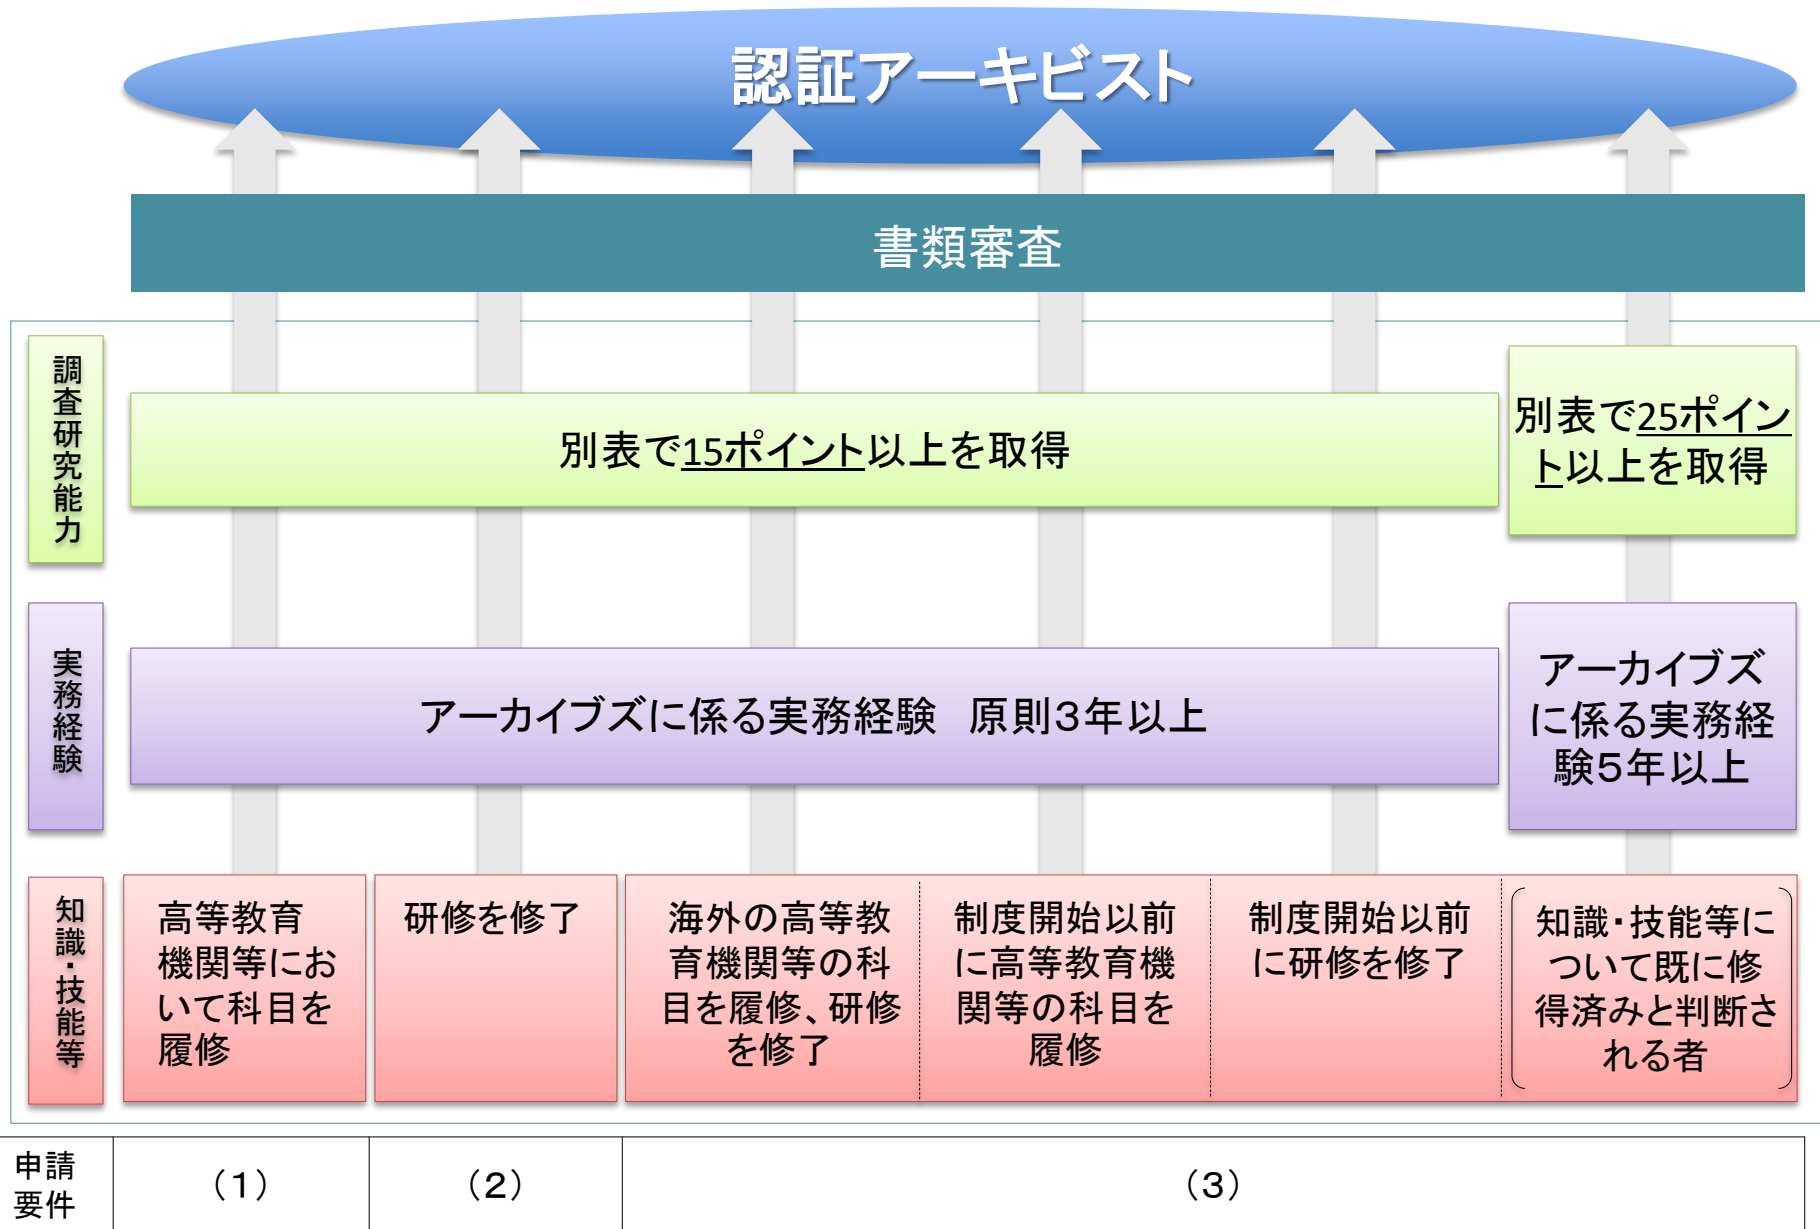 認証アーキビスト
書類審査
調査研究能力
別表で15ポイント以上を取得
別表で25ポイン
ト以上を取得
実務経験
アーカイブズに係る実務経験　原則３年以上
アーカイブズ
に係る実務経
験５年以上
知識・技能等
高等教育
機関等にお
いて科目を
履修
研修を修了
海外の高等教
育機関等の科
目を履修、研修
を修了
制度開始以前
に高等教育機
関等の科目を
履修
制度開始以前
に研修を修了
知識・技能等に
ついて既に修
得済みと判断さ
れる者
申請
要件
（１）
（２）
（３）